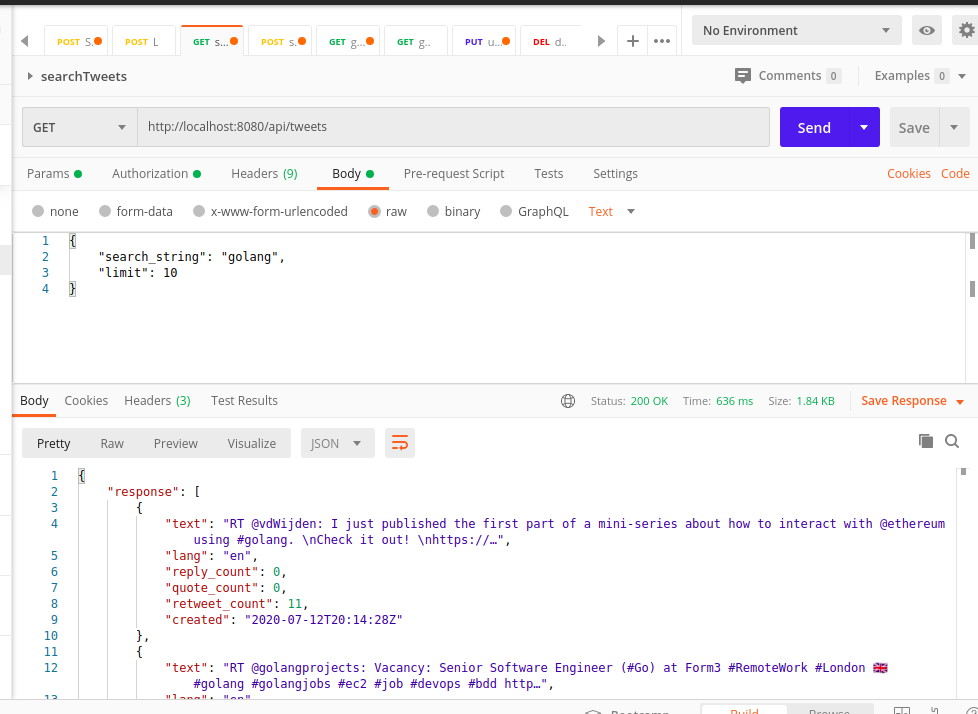 POST S. POST L GET s... POST s. GET g... GET g.. PUT u... DEL d.. No Environment
searchTweets Comments 0 Examples 0
GET http://localhost:8080/api/tweets Send Save
Params Authorization Headers (9) Body Pre-request Script Tests Settings Cookies Code
none form-data x-www-form-urlencoded raw binary GraphQL Text
1 {
2 "search_string": "golang",
3 "limit": 10
4 }
Body Cookies Headers (3) Test Results Status: 200 OK Time: 636 ms Size: 1.84 KB Save Response
Pretty Raw Preview Visualize JSON
1 {
2 "response": [
3 {
4 "text": "RT @vdWijden: I just published the first part of a mini-series about how to interact with @ethereum
using #golang. \nCheck it out! \nhttps://…",
5 "lang": "en",
6 "reply_count": 0,
7 "quote_count": 0,
8 "retweet_count": 11,
9 "created": "2020-07-12T20:14:28Z"
10 },
11 {
12 "text": "RT @golangprojects: Vacancy: Senior Software Engineer (#Go) at Form3 #RemoteWork #London 🇬🇧
#golang #golangjobs #ec2 #job #devops #bdd http…",
13 "lang": "en"
Bootcamp Build Browse